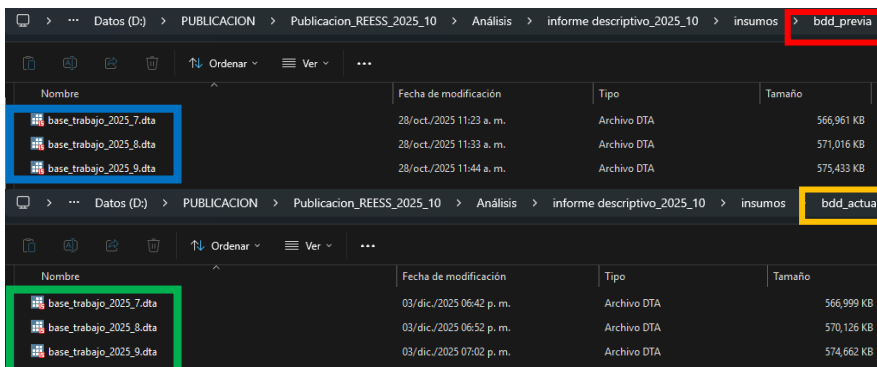 > ··· Datos (D:) > PUBLICACION > Publicacion_REESS_2025_10 > Análisis > informe descriptivo_2025_10 > insumos > bdd_previa
Ordenar Ver ···
Nombre Fecha de modificación Tipo Tamaño
base_trabajo_2025_7.dta 28/oct./2025 11:23 a. m. Archivo DTA 566,961 KB
base_trabajo_2025_8.dta 28/oct./2025 11:33 a. m. Archivo DTA 571,016 KB
base_trabajo_2025_9.dta 28/oct./2025 11:44 a. m. Archivo DTA 575,433 KB
> ··· Datos (D:) > PUBLICACION > Publicacion_REESS_2025_10 > Análisis > informe descriptivo_2025_10 > insumos > bdd_actua
Ordenar Ver ···
Nombre Fecha de modificación Tipo Tamaño
base_trabajo_2025_7.dta 03/dic./2025 06:42 p. m. Archivo DTA 566,999 KB
base_trabajo_2025_8.dta 03/dic./2025 06:52 p. m. Archivo DTA 570,126 KB
base_trabajo_2025_9.dta 03/dic./2025 07:02 p. m. Archivo DTA 574,662 KB